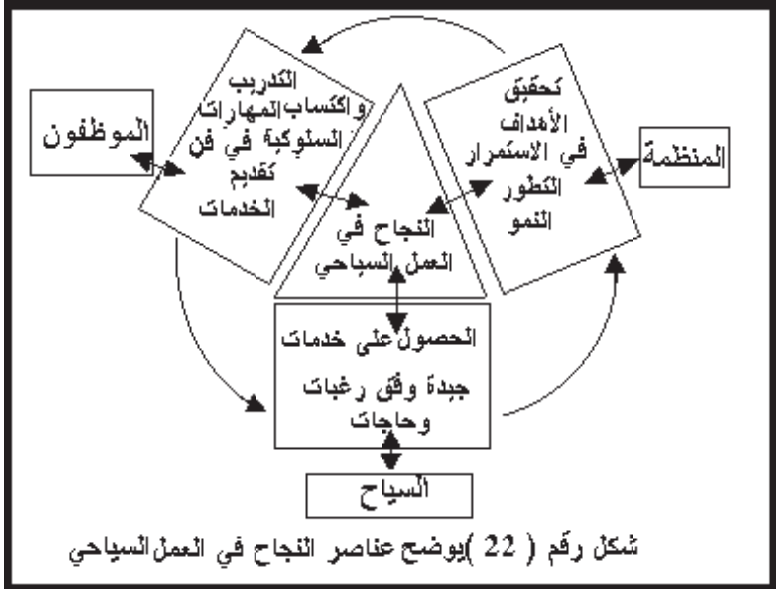 المنظمة
تحقيق
الأهداف
في الاستمرار
التطور
النمو
التدريب
واكتساب المهارات
السلوكية في فن
تقديم
الخدمات
الموظفون
النجاح في
العمل السياحي
الحصول على خدمات
جيدة وفق رغبات
وحاجات
السياح
شكل رقم ( 22 )يوضح عناصر النجاح في العمل السياحي